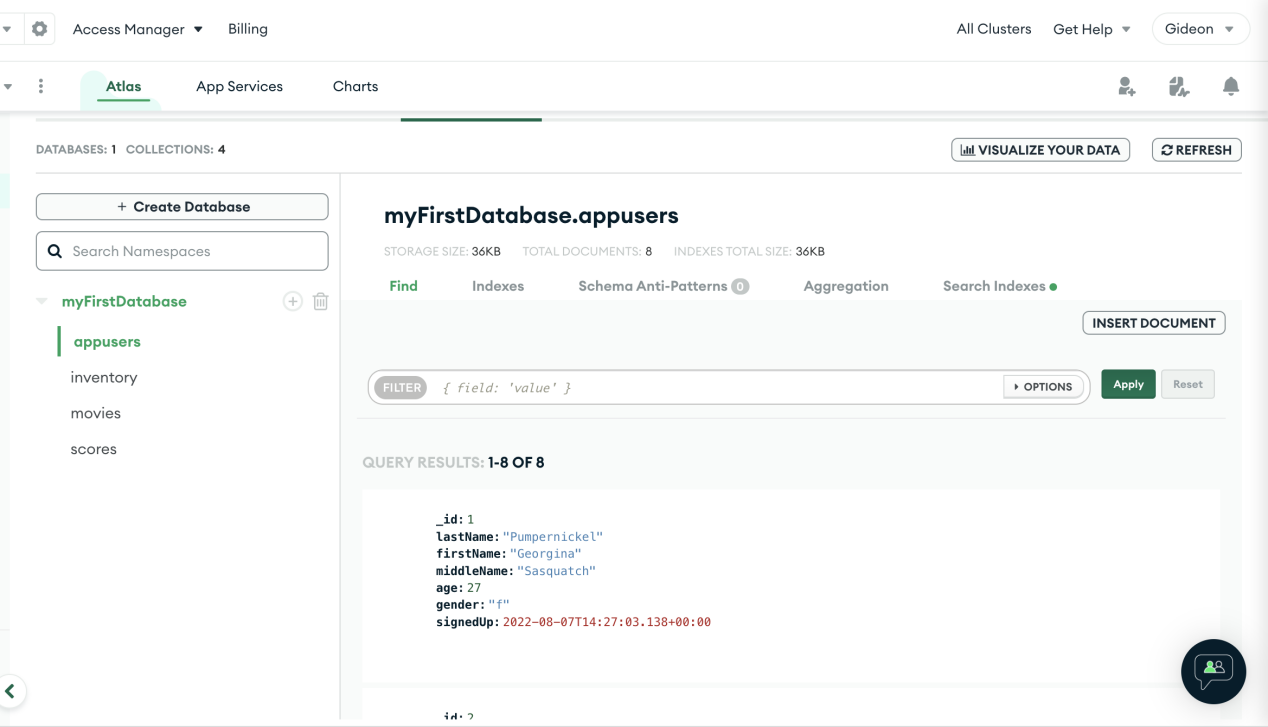 Access Manager Billing All Clusters Get Help Gideon
Atlas App Services Charts
DATABASES: 1 COLLECTIONS: 4 VISUALIZE YOUR DATA REFRESH
+ Create Database
Search Namespaces
myFirstDatabase
appusers
inventory
movies
scores
myFirstDatabase.appusers
STORAGE SIZE: 36KB TOTAL DOCUMENTS: 8 INDEXES TOTAL SIZE: 36KB
Find Indexes Schema Anti-Patterns 0 Aggregation Search Indexes
INSERT DOCUMENT
FILTER { field: 'value' } OPTIONS Apply Reset
QUERY RESULTS: 1-8 OF 8
_id: 1
lastName: "Pumpernickel"
firstName: "Georgina"
middleName: "Sasquatch"
age: 27
gender: "f"
signedUp: 2022-08-07T14:27:03.138+00:00
_id: 2